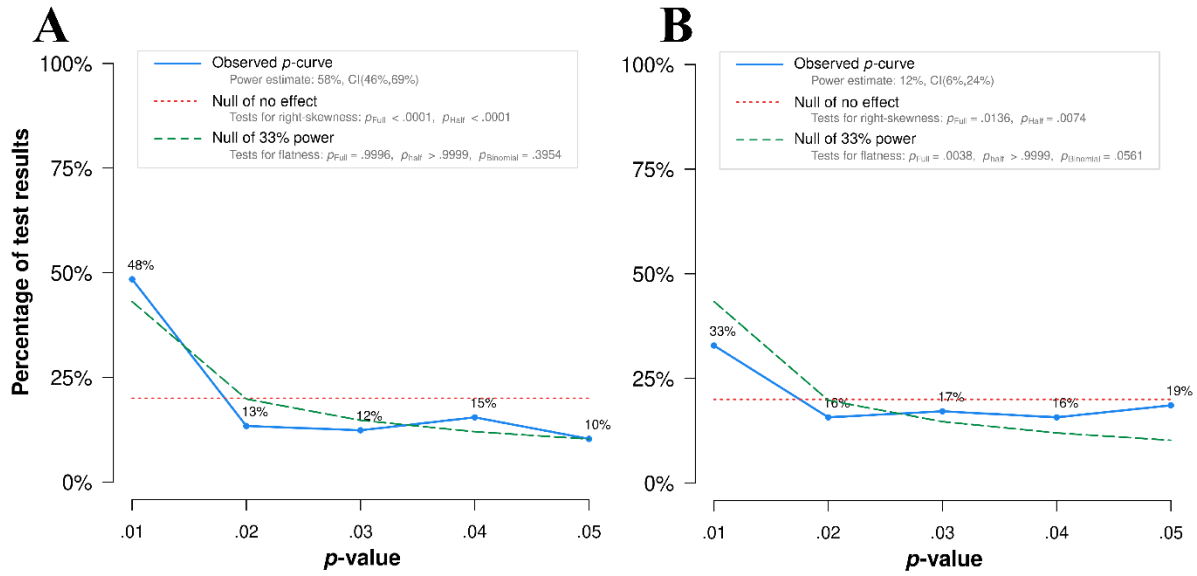 A
Percentage of test results
100%
75%
50%
25%
0%
Observed p-curve
Power estimate: 58%, CI(46%,69%)
Null of no effect
Tests for right-skewness: pFull < .0001, pHalf < .0001
Null of 33% power
Tests for flatness: pFull = .9996, phalf > .9999, pBinomial = .3954
48%
13%
12%
15%
10%
.01 .02 .03 .04 .05
p-value
B
100%
75%
50%
25%
0%
Observed p-curve
Power estimate: 12%, CI(6%,24%)
Null of no effect
Tests for right-skewness: pFull = .0136, pHalf = .0074
Null of 33% power
Tests for flatness: pFull = .0038, phalf > .9999, pBinomial = .0561
33%
16%
17%
16%
19%
.01 .02 .03 .04 .05
p-value